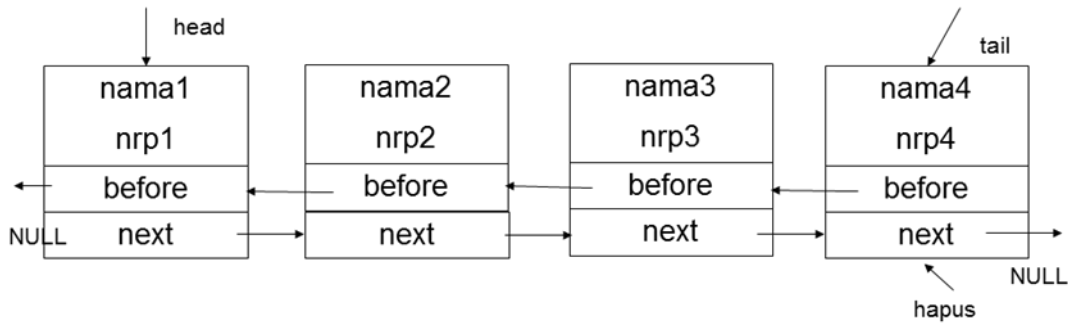 head
tail
nama1
nrp1
before
next
nama2
nrp2
before
next
nama3
nrp3
before
next
nama4
nrp4
before
next
NULL
NULL
hapus